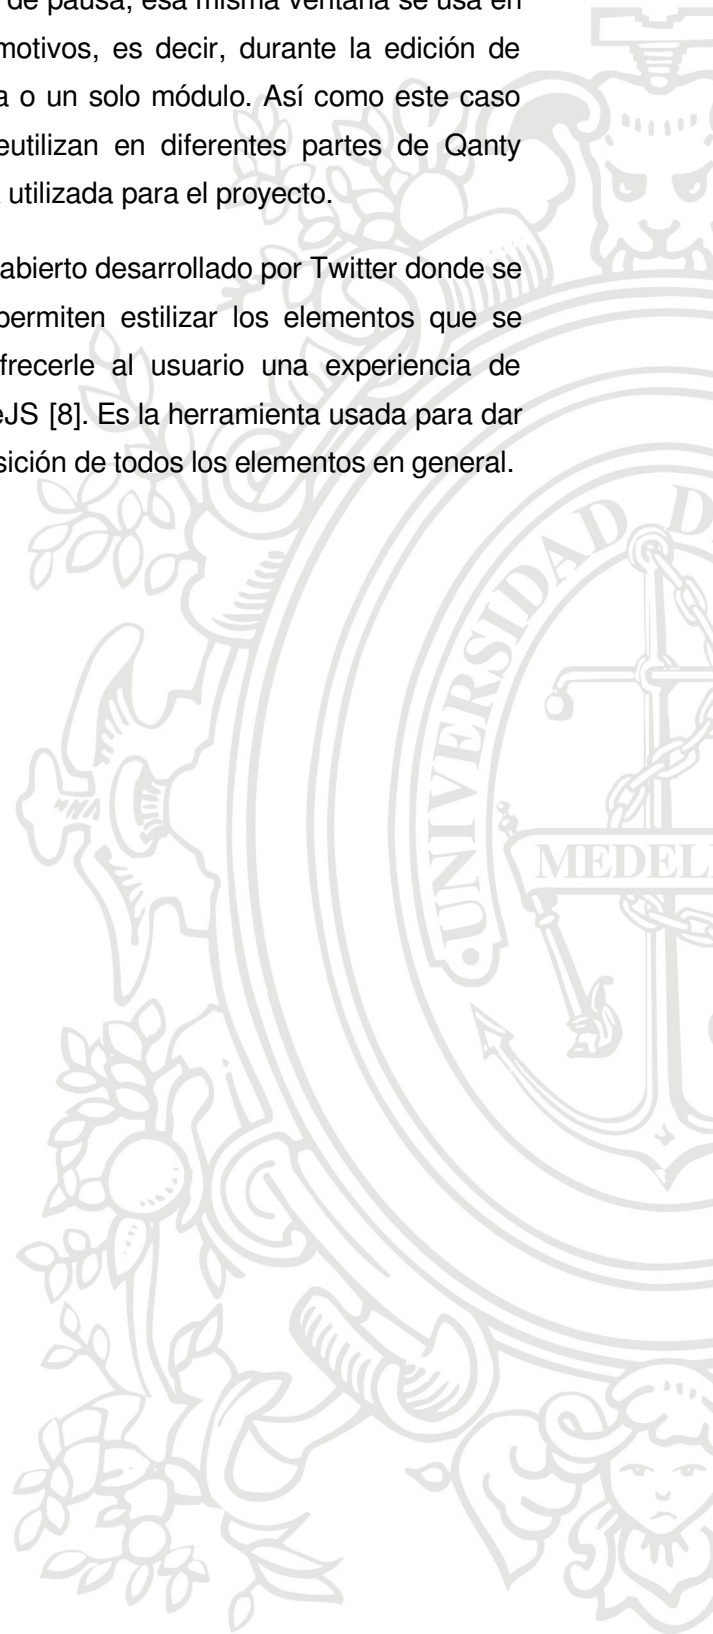 de pausa, esa misma ventana se usa en
motivos, es decir, durante la edición de
a o un solo módulo. Así como este caso
eutilizan en diferentes partes de Qanty
utilizada para el proyecto.
abierto desarrollado por Twitter donde se
permiten estilizar los elementos que se
frecerle al usuario una experiencia de
eJS [8]. Es la herramienta usada para dar
sición de todos los elementos en general.
UNIVERSIDAD D
MEDEL